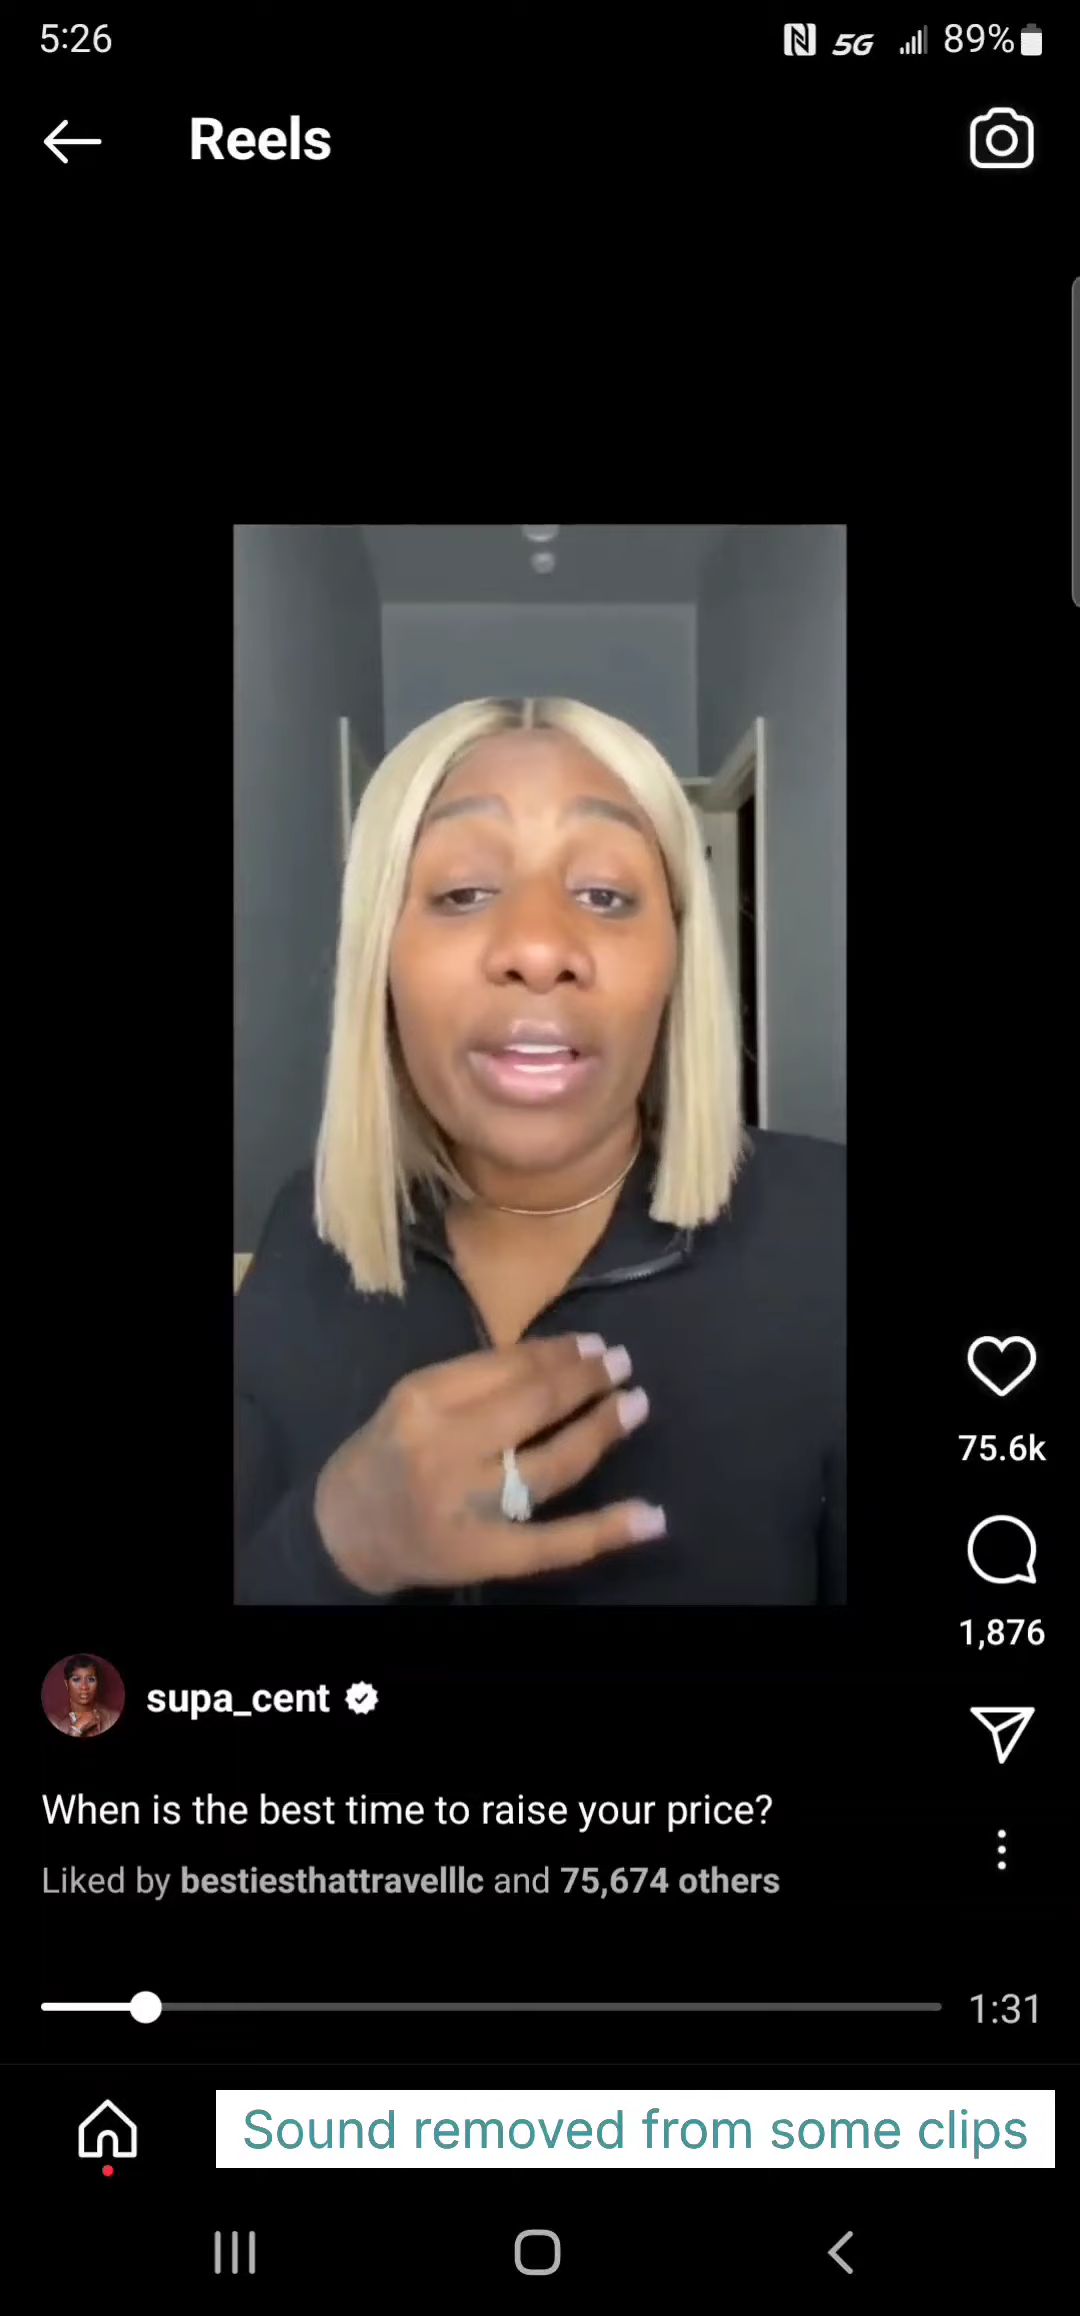 5:26
5G
89%
Reels
75.6k
1,876
supa_cent
When is the best time to raise your price?
Liked by bestiesthattravelllc and 75,674 others
1:31
Sound removed from some clips